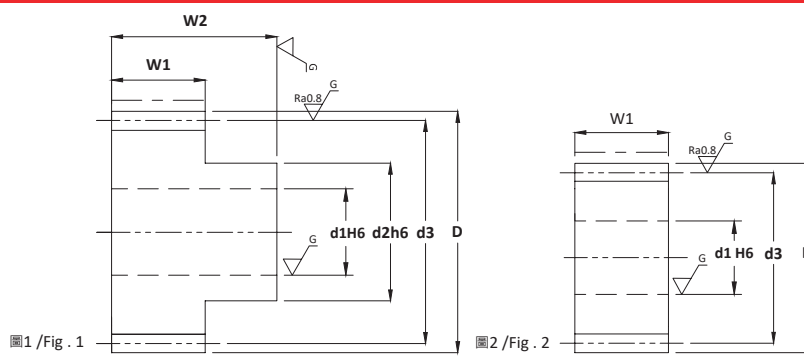 W2
W1
G
Ra0.8
G
d1H6
d2h6
d3
D
G
圖1 /Fig . 1
W1
Ra0.8
G
d1 H6
d3
G
圖2 /Fig . 2